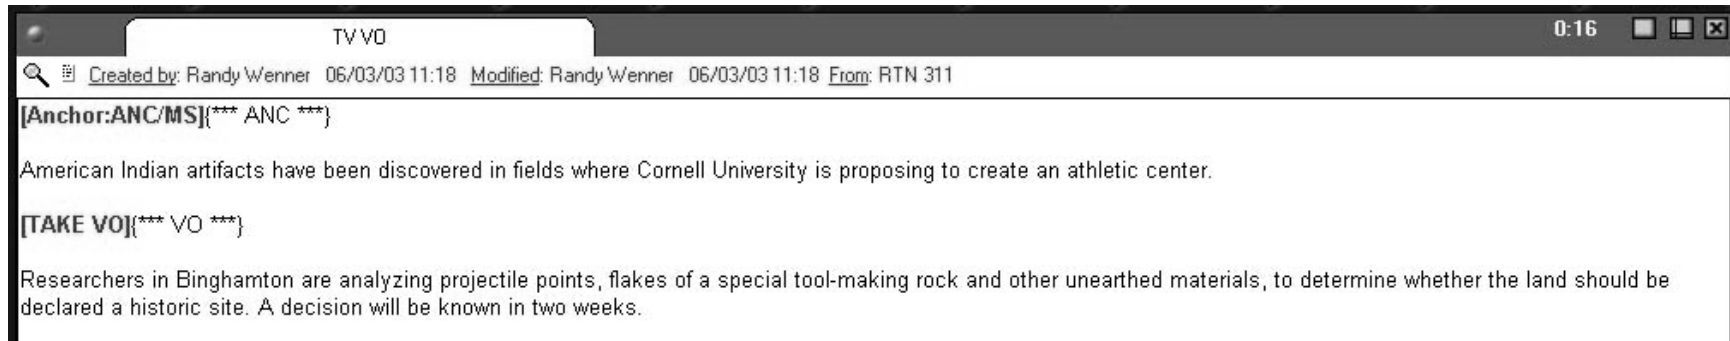 TV VO
0:16
Created by: Randy Wenner 06/03/03 11:18 Modified: Randy Wenner 06/03/03 11:18 From: RTN 311
[Anchor:ANC/MS]{*** ANC ***}
American Indian artifacts have been discovered in fields where Cornell University is proposing to create an athletic center.
[TAKE VO]{*** VO ***}
Researchers in Binghamton are analyzing projectile points, flakes of a special tool-making rock and other unearthed materials, to determine whether the land should be
declared a historic site. A decision will be known in two weeks.